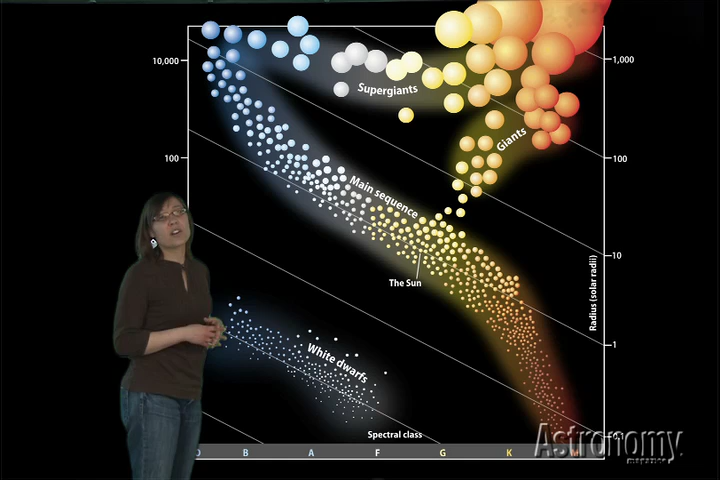 10,000
1,000
Supergiants
Giants
100
100
Main sequence
10
The Sun
Radius (solar radii)
1
White dwarfs
Spectral class
B
A
F
G
K
M
Astronomy
magazine